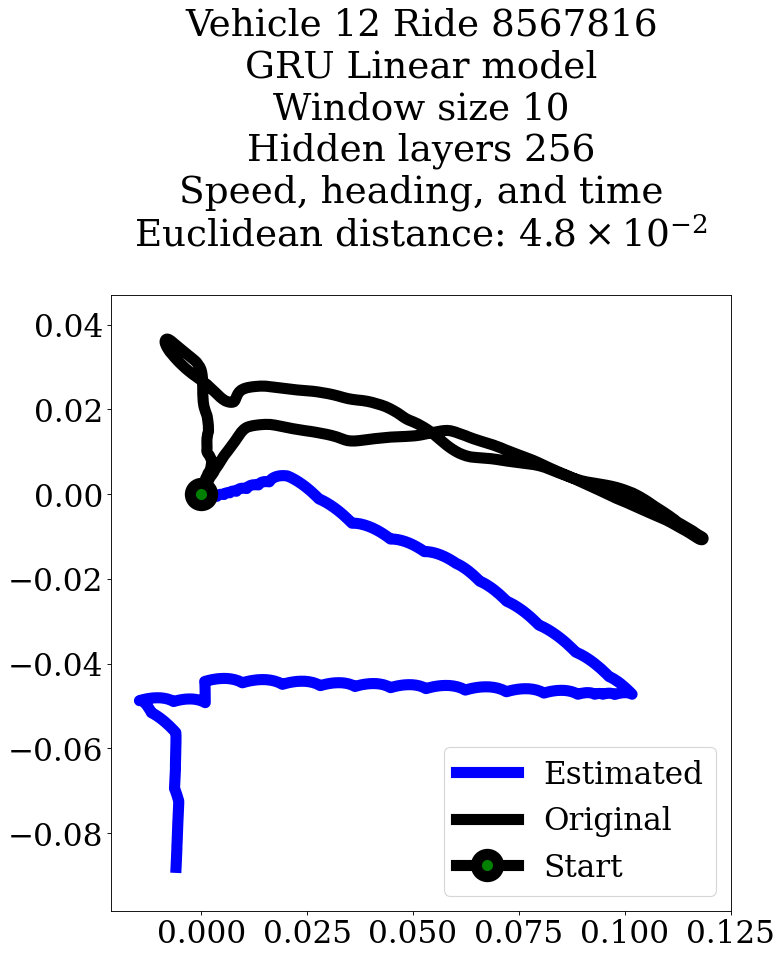 Vehicle 12 Ride 8567816
GRU Linear model
Window size 10
Hidden layers 256
Speed, heading, and time
Euclidean distance: 4.8 × 10⁻²
0.04
0.02
0.00
−0.02
−0.04
−0.06
−0.08
Estimated
Original
Start
0.000 0.025 0.050 0.075 0.100 0.125